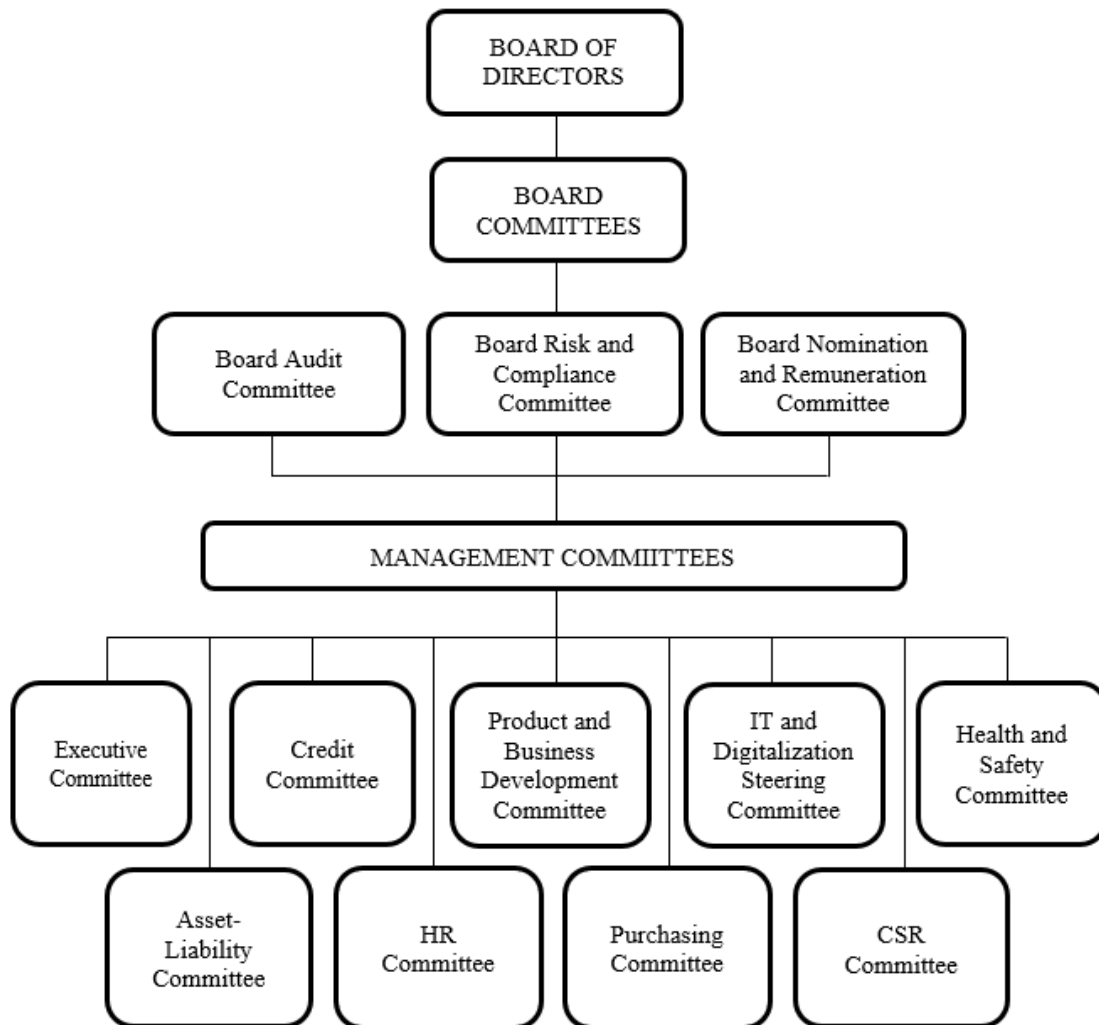 BOARD OF
DIRECTORS
BOARD
COMMITTEES
Board Audit
Committee
Board Risk and
Compliance
Committee
Board Nomination
and Remuneration
Committee
MANAGEMENT COMMIITTEES
Executive
Committee
Credit
Committee
Product and
Business
Development
Committee
IT and
Digitalization
Steering
Committee
Health and
Safety
Committee
Asset-
Liability
Committee
HR
Committee
Purchasing
Committee
CSR
Committee